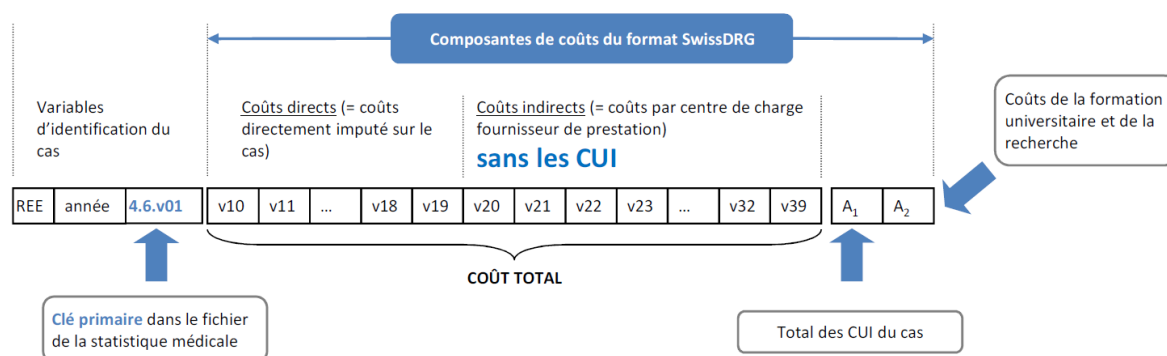 Composantes de coûts du format SwissDRG
Variables
d'identification du
cas
Coûts directs (= coûts
directement imputé sur le
cas)
Coûts indirects (= coûts par centre de charge
fournisseur de prestation)
sans les CUI
Coûts de la formation
universitaire et de la
recherche
REE année 4.6.v01 v10 v11 ... v18 v19 v20 v21 v22 v23 ... v32 v39 A1 A2
COÛT TOTAL
Clé primaire dans le fichier
de la statistique médicale
Total des CUI du cas